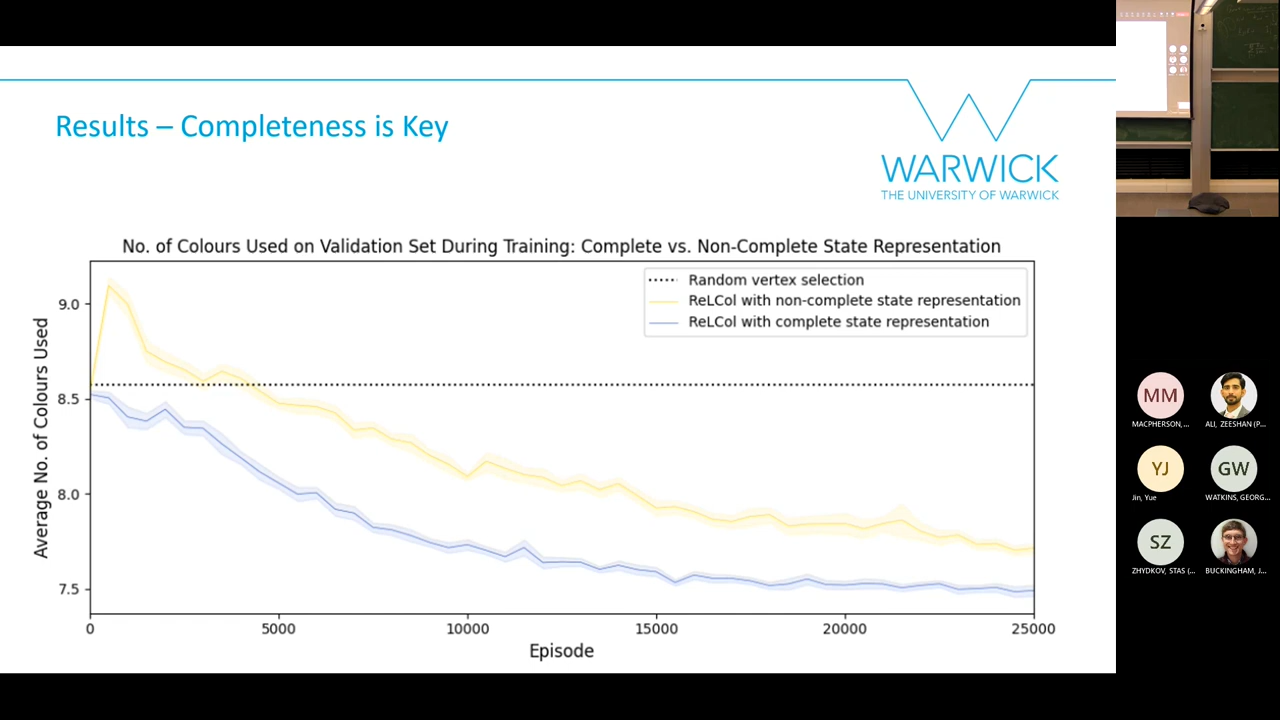 Results – Completeness is Key
WARWICK
THE UNIVERSITY OF WARWICK
No. of Colours Used on Validation Set During Training: Complete vs. Non-Complete State Representation
Random vertex selection
ReLCol with non-complete state representation
ReLCol with complete state representation
Average No. of Colours Used
9.0
8.5
8.0
7.5
0 5000 10000 15000 20000 25000
Episode
MM
MACPHERSON,... ALI, ZEESHAN (P...
YJ GW
Jin, Yue WATKINS, GEORG...
SZ
ZHYDKOV, STAS (... BUCKINGHAM, J...